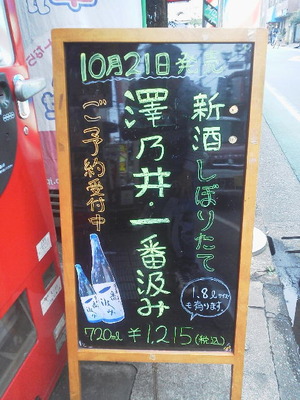 10月21日発売
新酒しぼりたて
澤乃井・一番汲み
ご予約受付中
1.8ℓサイズ
も有ります
720mℓ ¥1,215(税込)